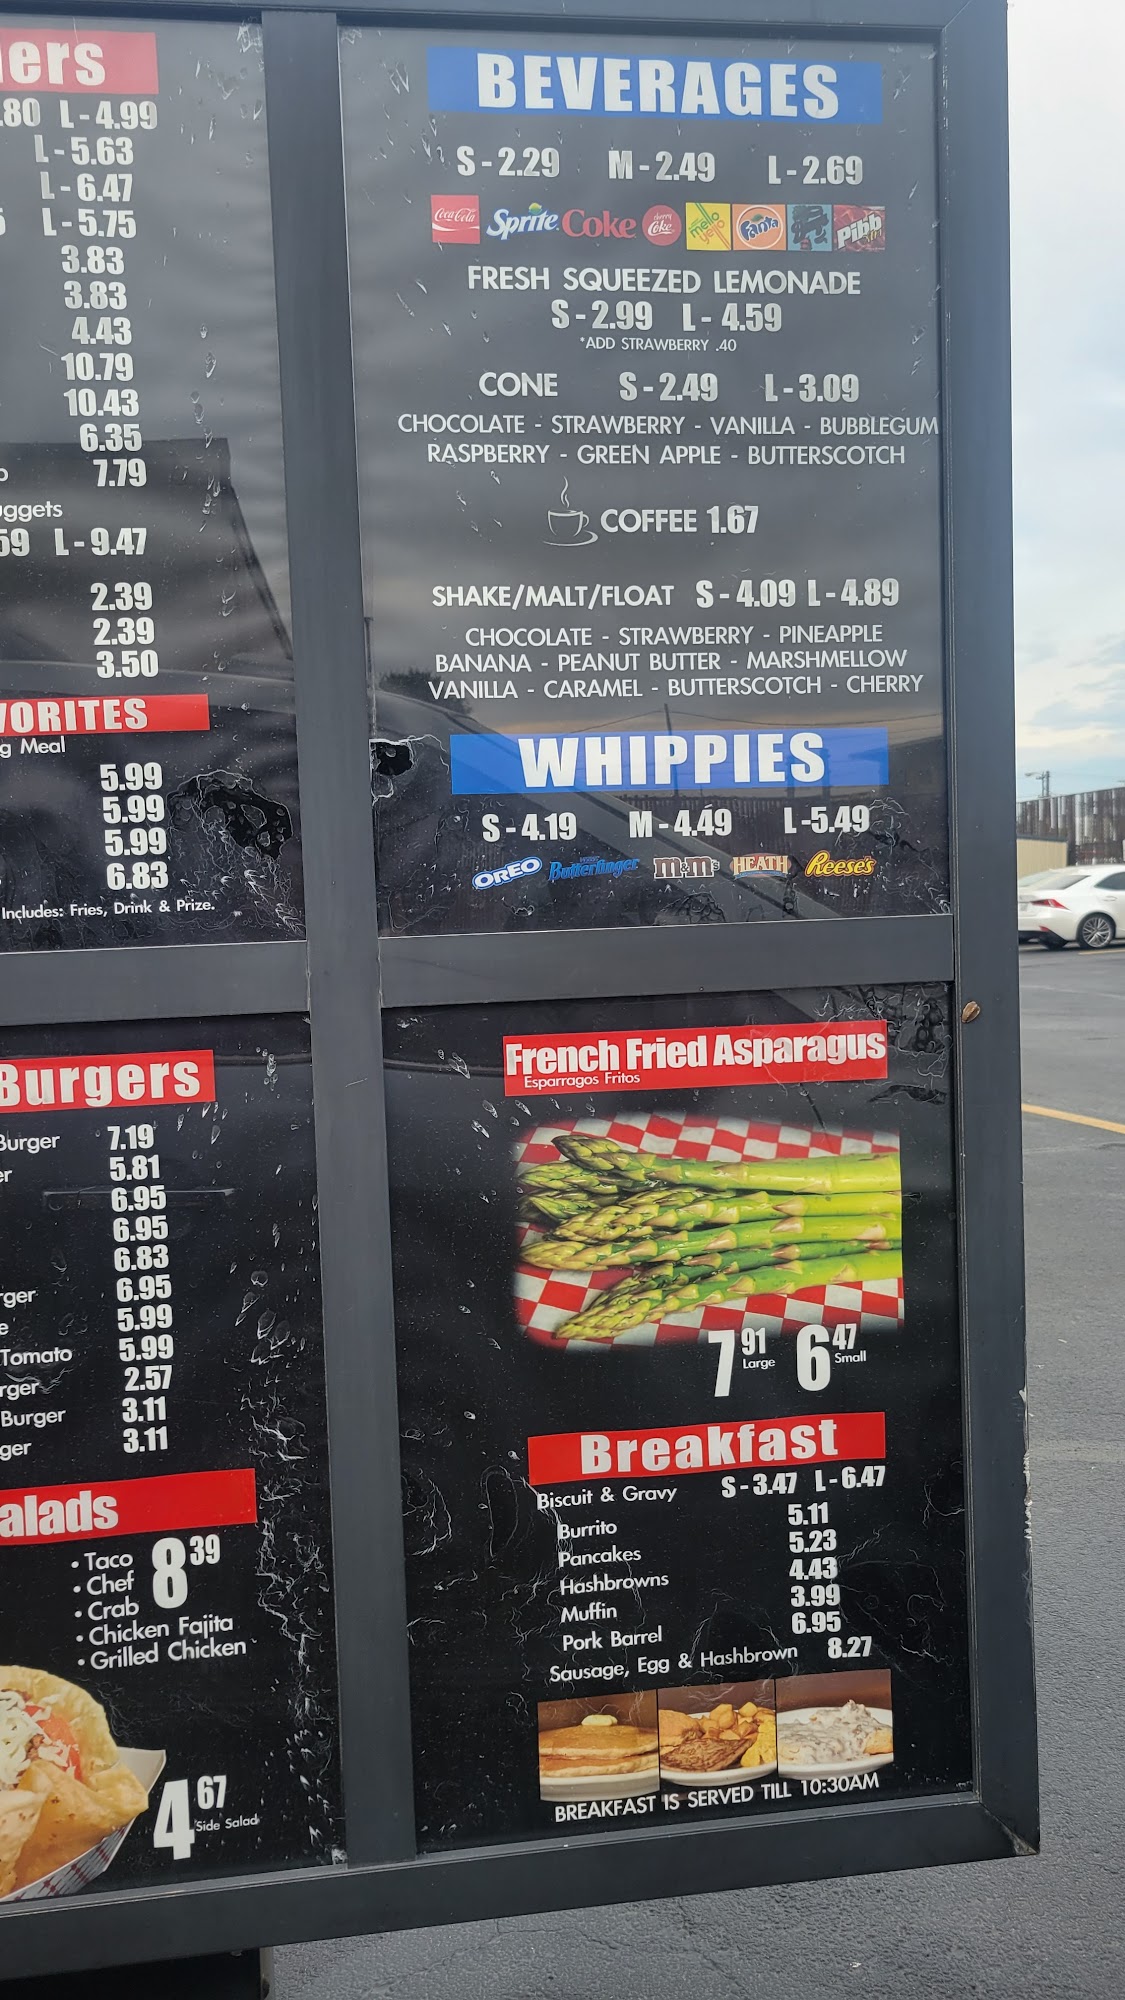 ers
.80 L-4.99
L-5.63
L-6.47
L-5.75
3.83
3.83
4.43
10.79
10.43
6.35
7.79
uggets
59 L-9.47
2.39
2.39
3.50
VORITES
g Meal
5.99
5.99
5.99
6.83
Includes: Fries, Drink & Prize.
BEVERAGES
S-2.29 M-2.49 L-2.69
Coca-Cola Sprite Coke cherry Coke mello yello Fanta Pibb
FRESH SQUEEZED LEMONADE
S-2.99 L-4.59
*ADD STRAWBERRY .40
CONE S-2.49 L-3.09
CHOCOLATE - STRAWBERRY - VANILLA - BUBBLEGUM
RASPBERRY - GREEN APPLE - BUTTERSCOTCH
COFFEE 1.67
SHAKE/MALT/FLOAT S-4.09 L-4.89
CHOCOLATE - STRAWBERRY - PINEAPPLE
BANANA - PEANUT BUTTER - MARSHMELLOW
VANILLA - CARAMEL - BUTTERSCOTCH - CHERRY
WHIPPIES
S-4.19 M-4.49 L-5.49
OREO Butterfinger m&m's HEATH Reese's
Burgers
Burger 7.19
er 5.81
6.95
6.95
6.83
rger 6.95
e 5.99
Tomato 5.99
rger 2.57
Burger 3.11
ger 3.11
alads
• Taco 8 39
• Chef
• Crab
• Chicken Fajita
• Grilled Chicken
4 67
Side Salad
French Fried Asparagus
Esparragos Fritos
7 91 Large 6 47 Small
Breakfast
Biscuit & Gravy S-3.47 L-6.47
Burrito 5.11
Pancakes 5.23
Hashbrowns 4.43
Muffin 3.99
Pork Barrel 6.95
Sausage, Egg & Hashbrown 8.27
BREAKFAST IS SERVED TILL 10:30AM